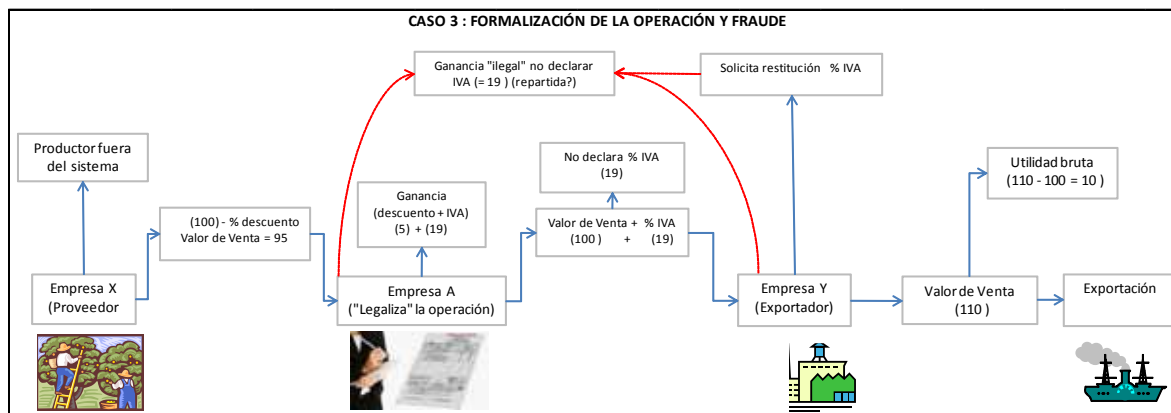 CASO 3 : FORMALIZACIÓN DE LA OPERACIÓN Y FRAUDE
Ganancia "ilegal" no declarar
IVA (= 19 ) (repartida?)
Solicita restitución % IVA
Productor fuera
del sistema
No declara % IVA
(19)
Utilidad bruta
(110 - 100 = 10 )
Ganancia
(descuento + IVA)
(5) + (19)
(100) - % descuento
Valor de Venta = 95
Valor de Venta + % IVA
(100 ) + (19)
Empresa X
(Proveedor
Empresa A
("Legaliza" la operación)
Empresa Y
(Exportador)
Valor de Venta
(110 )
Exportación